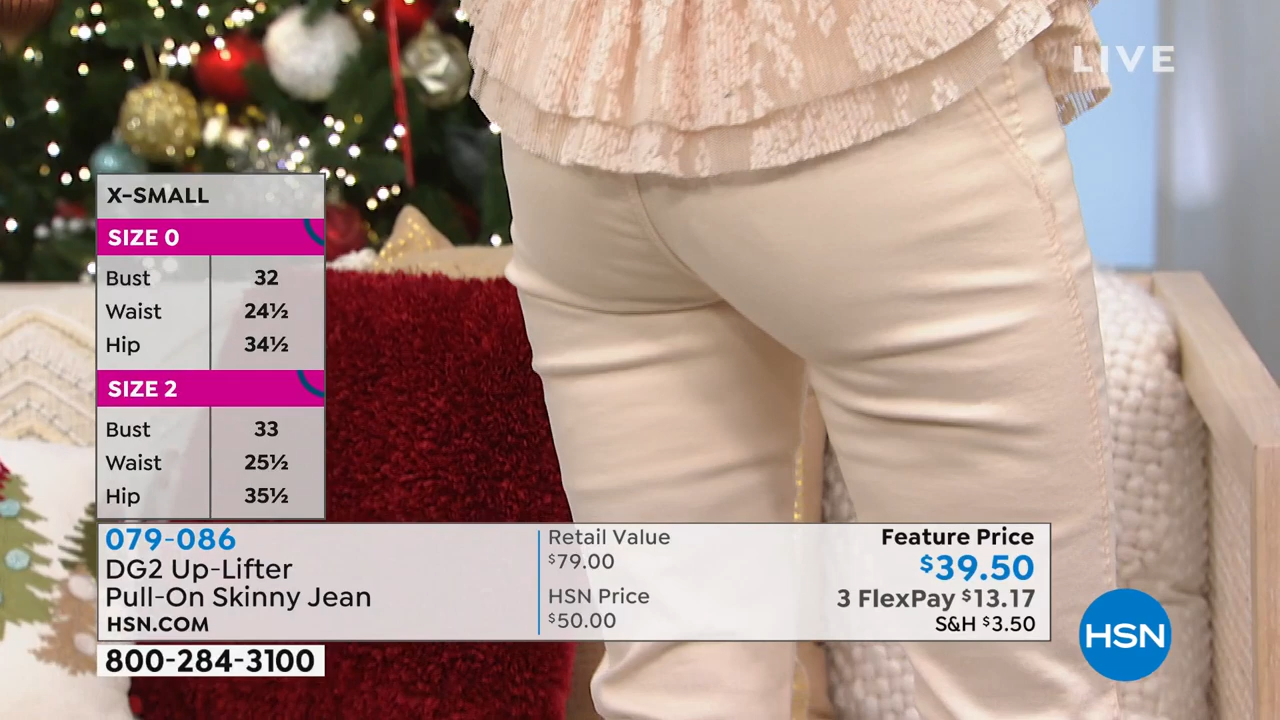 LIVE
X-SMALL
SIZE 0
Bust 32
Waist 24½
Hip 34½
SIZE 2
Bust 33
Waist 25½
Hip 35½
079-086
DG2 Up-Lifter
Pull-On Skinny Jean
HSN.COM
Retail Value
$79.00
HSN Price
$50.00
Feature Price
$39.50
3 FlexPay $13.17
S&H $3.50
800-284-3100
HSN